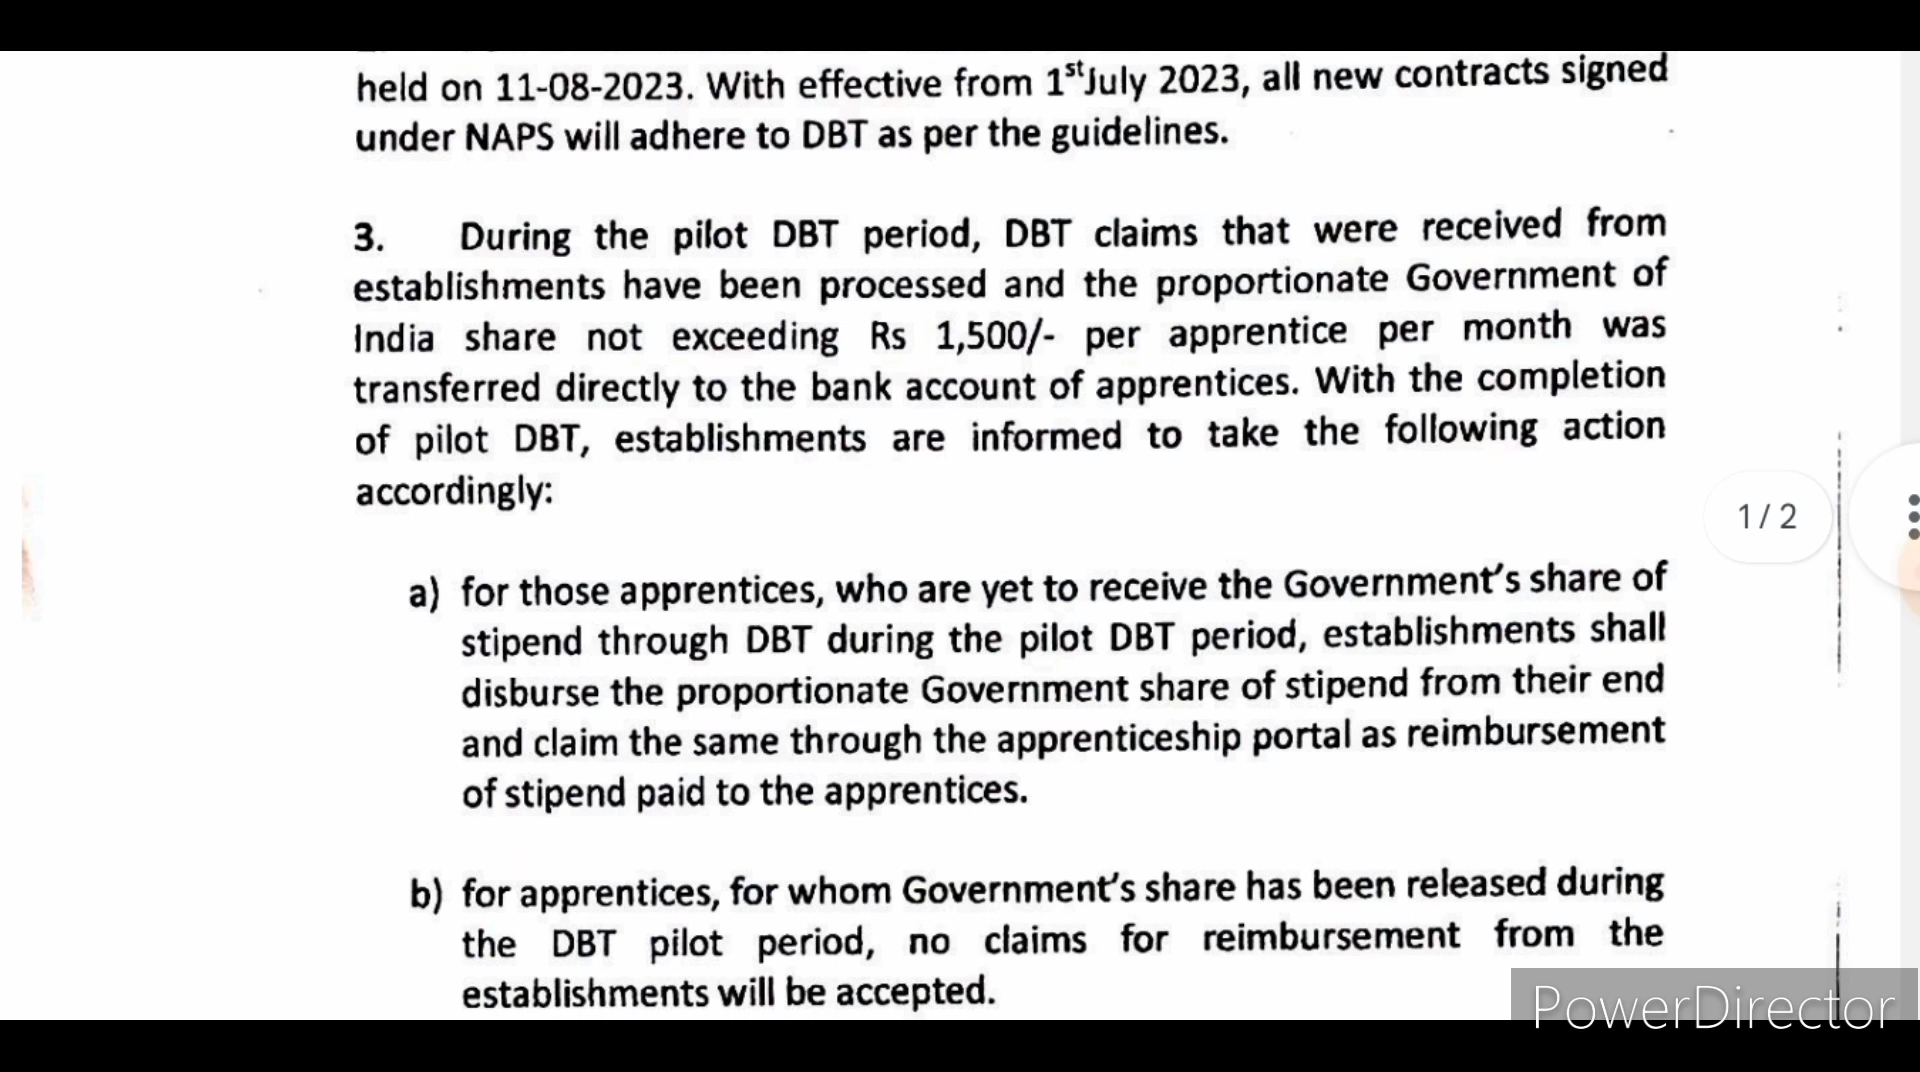 held on 11-08-2023. With effective from 1st July 2023, all new contracts signed
under NAPS will adhere to DBT as per the guidelines.
3. During the pilot DBT period, DBT claims that were received from
establishments have been processed and the proportionate Government of
India share not exceeding Rs 1,500/- per apprentice per month was
transferred directly to the bank account of apprentices. With the completion
of pilot DBT, establishments are informed to take the following action
accordingly:
a) for those apprentices, who are yet to receive the Government's share of
stipend through DBT during the pilot DBT period, establishments shall
disburse the proportionate Government share of stipend from their end
and claim the same through the apprenticeship portal as reimbursement
of stipend paid to the apprentices.
b) for apprentices, for whom Government's share has been released during
the DBT pilot period, no claims for reimbursement from the
establishments will be accepted.
1 / 2
PowerDirector